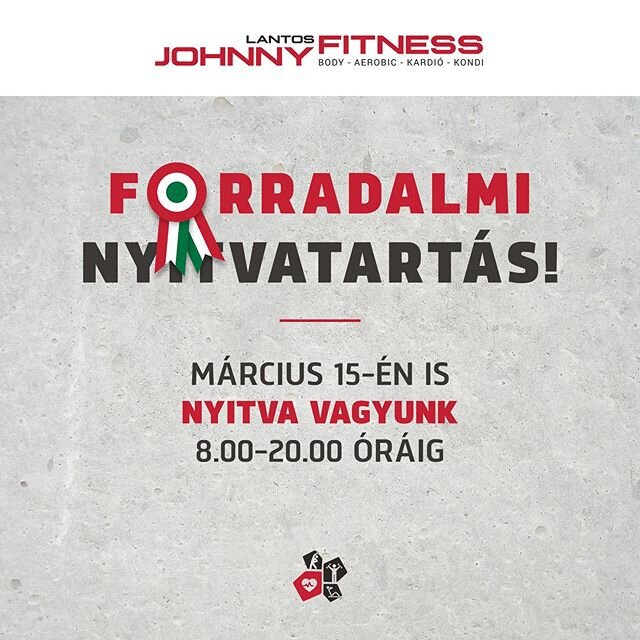 LANTOS
JOHNNY FITNESS
BODY - AEROBIC - KARDIÓ - KONDI
FORRADALMI
NYITVATARTÁS!
MÁRCIUS 15-ÉN IS
NYITVA VAGYUNK
8.00-20.00 ÓRÁIG